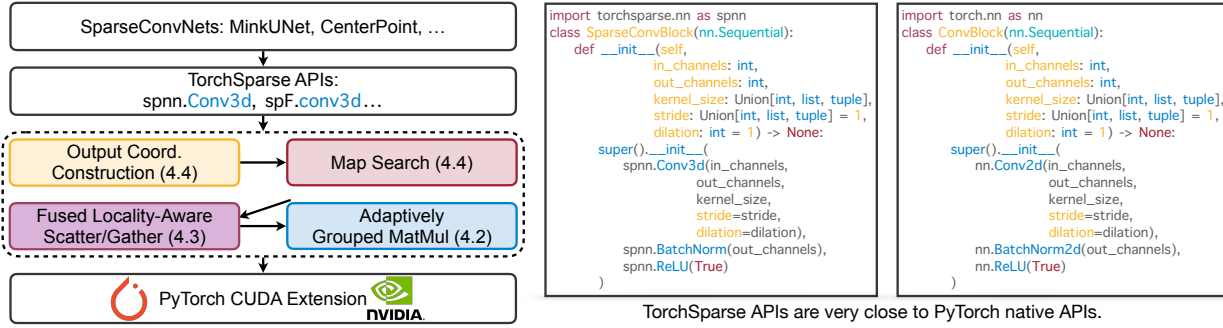 SparseConvNets: MinkUNet, CenterPoint, …
TorchSparse APIs:
spnn.Conv3d, spF.conv3d…
Output Coord.
Construction (4.4)
Map Search (4.4)
Fused Locality-Aware
Scatter/Gather (4.3)
Adaptively
Grouped MatMul (4.2)
PyTorch CUDA Extension
NVIDIA.
import torchsparse.nn as spnn
class SparseConvBlock(nn.Sequential):
def __init__(self,
in_channels: int,
out_channels: int,
kernel_size: Union[int, list, tuple],
stride: Union[int, list, tuple] = 1,
dilation: int = 1) -> None:
super().__init__(
spnn.Conv3d(in_channels,
out_channels,
kernel_size,
stride=stride,
dilation=dilation),
spnn.BatchNorm(out_channels),
spnn.ReLU(True)
)
import torch.nn as nn
class ConvBlock(nn.Sequential):
def __init__(self,
in_channels: int,
out_channels: int,
kernel_size: Union[int, list, tuple],
stride: Union[int, list, tuple] = 1,
dilation: int = 1) -> None:
super().__init__(
nn.Conv2d(in_channels,
out_channels,
kernel_size,
stride=stride,
dilation=dilation),
nn.BatchNorm2d(out_channels),
nn.ReLU(True)
)
TorchSparse APIs are very close to PyTorch native APIs.